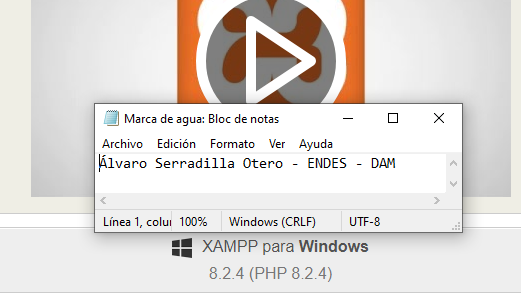 Marca de agua: Bloc de notas
Archivo Edición Formato Ver Ayuda
Álvaro Serradilla Otero - ENDES - DAM
Línea 1, colu 100% Windows (CRLF) UTF-8
XAMPP para Windows
8.2.4 (PHP 8.2.4)